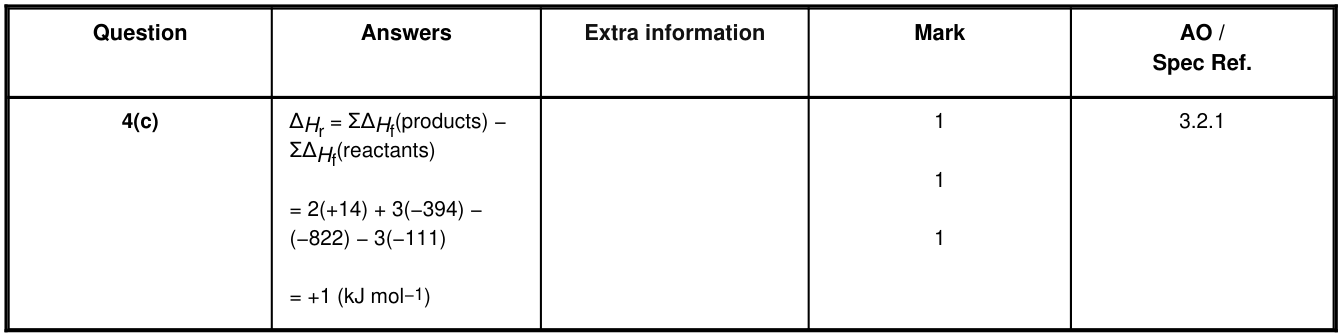 Question Answers Extra information Mark AO /
Spec Ref.
4(c) ΔHr = ΣΔHf(products) − 1 3.2.1
ΣΔHf(reactants)
1
= 2(+14) + 3(−394) −
(−822) − 3(−111) 1
= +1 (kJ mol−1)